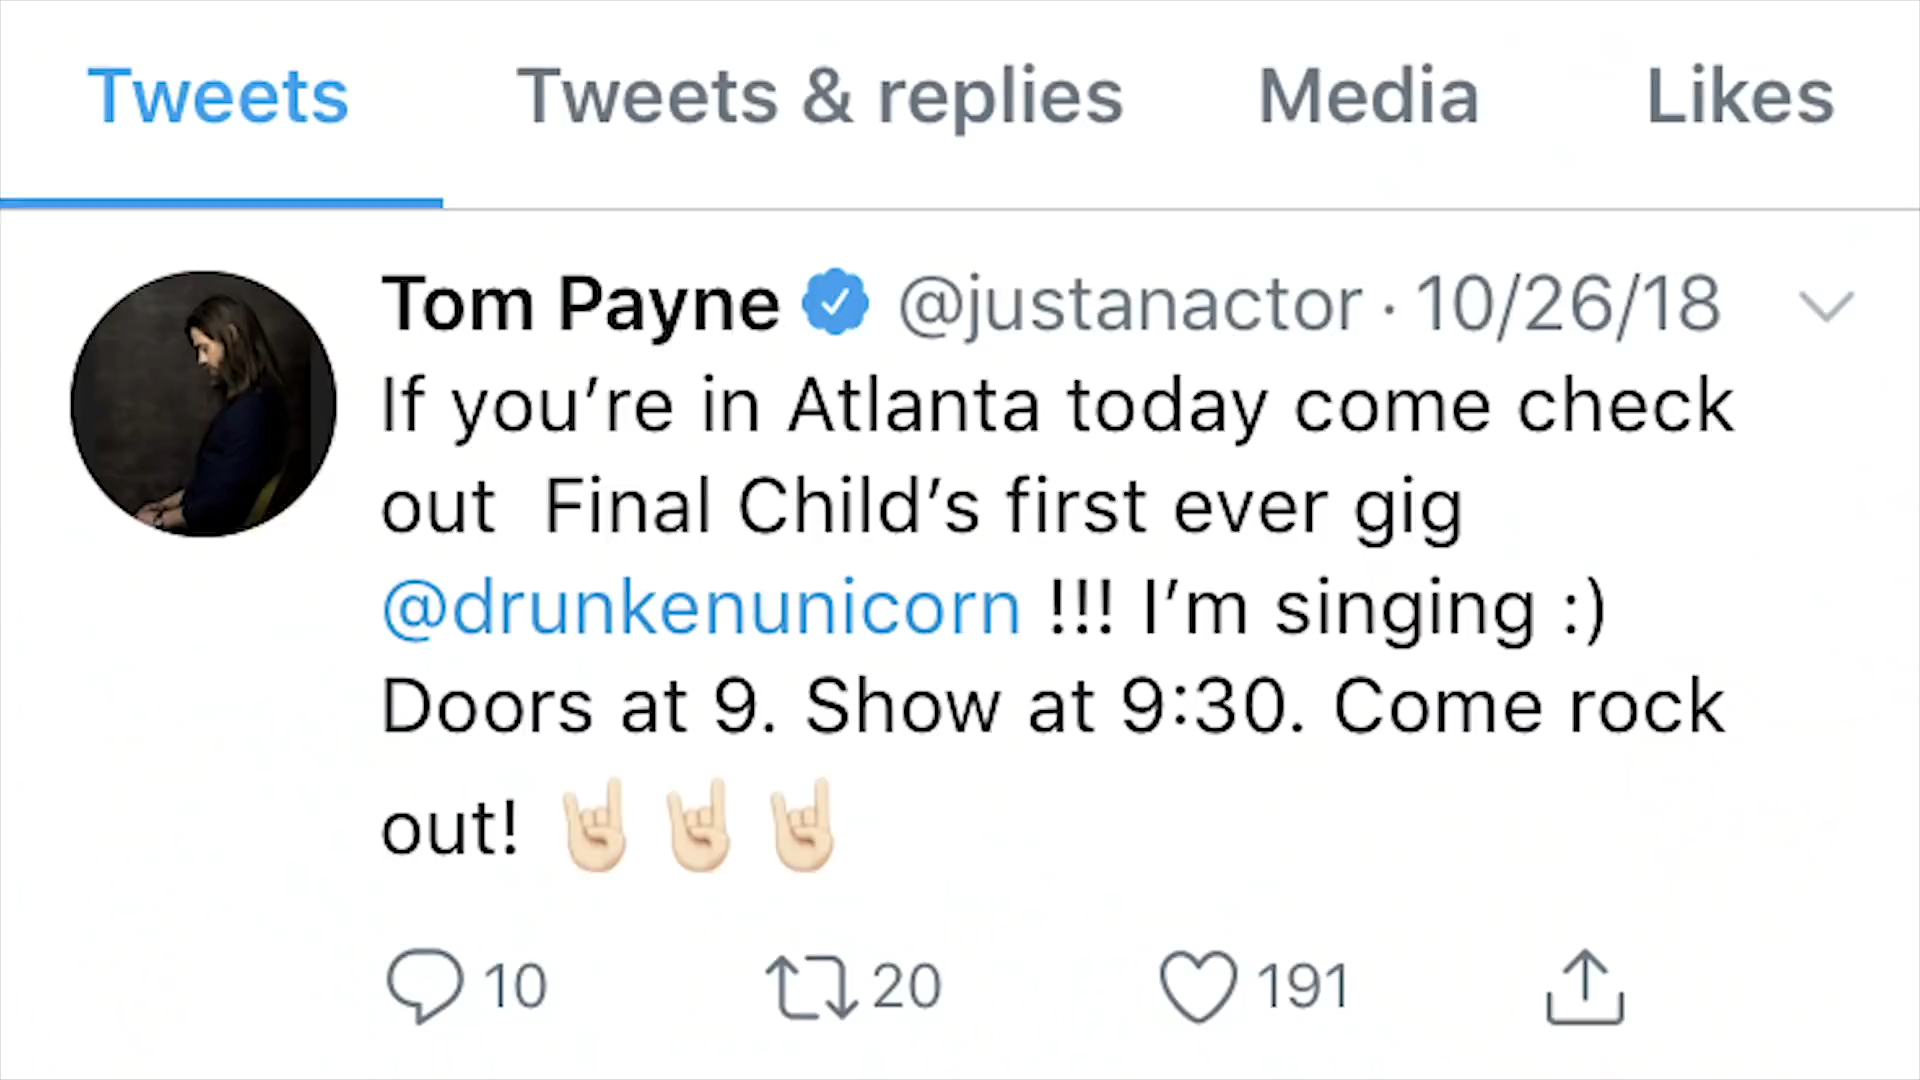 Tweets Tweets & replies Media Likes
Tom Payne @justanactor · 10/26/18
If you’re in Atlanta today come check
out  Final Child’s first ever gig
@drunkenunicorn !!! I’m singing :)
Doors at 9. Show at 9:30. Come rock
out! 🤘🏻 🤘🏻 🤘🏻
10 20 191